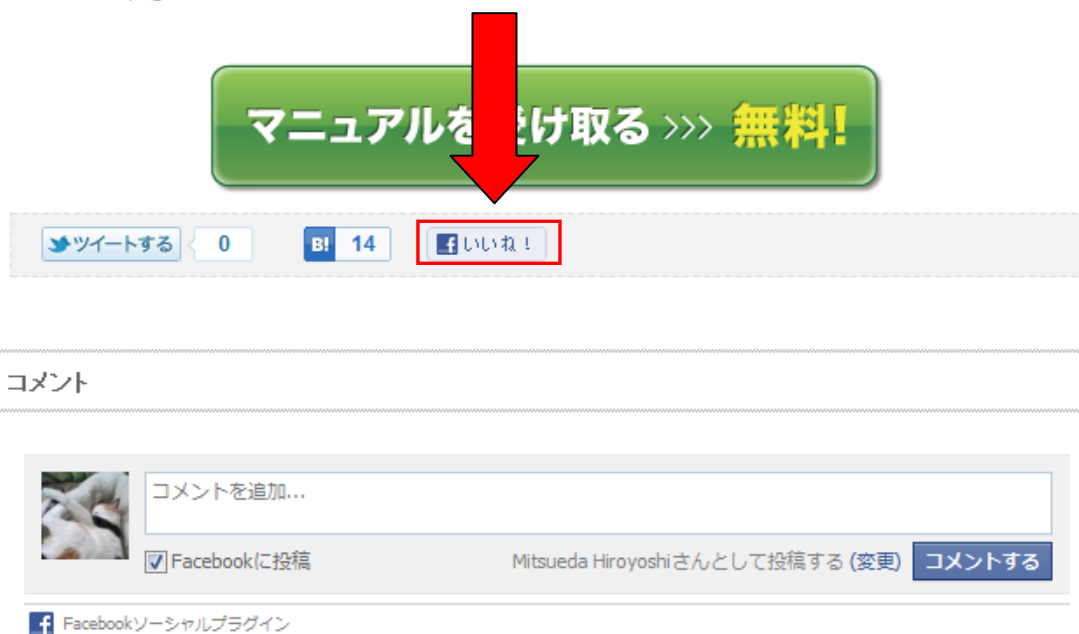 マニュアルを け取る >>> 無料!
ツイートする 0 B! 14 いいね!
コメント
コメントを追加...
Facebookに投稿 Mitsueda Hiroyoshiさんとして投稿する (変更) コメントする
Facebookソーシャルプラグイン